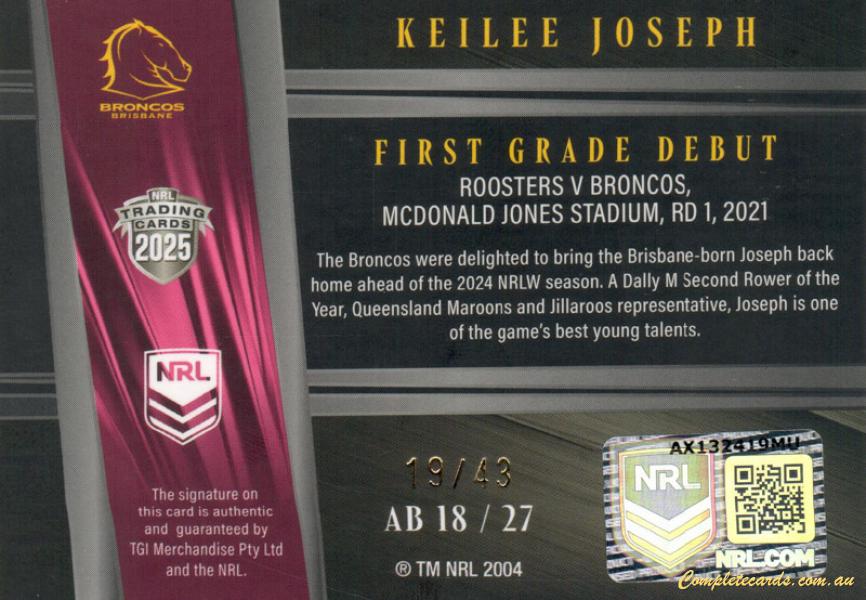 KEILEE JOSEPH
BRONCOS
BRISBANE
FIRST GRADE DEBUT
ROOSTERS V BRONCOS,
MCDONALD JONES STADIUM, RD 1, 2021
NRL
TRADING
CARDS
2025
The Broncos were delighted to bring the Brisbane-born Joseph back
home ahead of the 2024 NRLW season. A Dally M Second Rower of the
Year, Queensland Maroons and Jillaroos representative, Joseph is one
of the game's best young talents.
NRL
19/43
AB 18 / 27
® TM NRL 2004
The signature on
this card is authentic
and guaranteed by
TGI Merchandise Pty Ltd
and the NRL.
AX132419MU
NRL
NRL.COM
Completecards.com.au